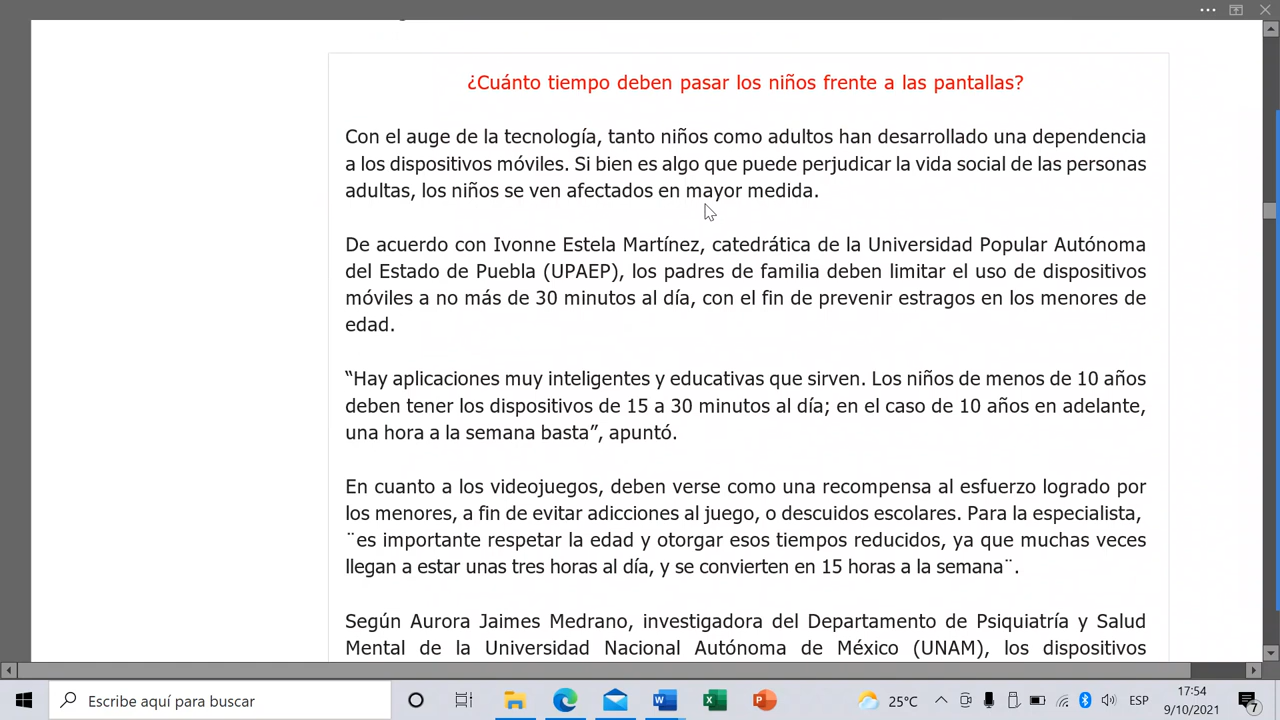 ¿Cuánto tiempo deben pasar los niños frente a las pantallas?
Con el auge de la tecnología, tanto niños como adultos han desarrollado una dependencia
a los dispositivos móviles. Si bien es algo que puede perjudicar la vida social de las personas
adultas, los niños se ven afectados en mayor medida.
De acuerdo con Ivonne Estela Martínez, catedrática de la Universidad Popular Autónoma
del Estado de Puebla (UPAEP), los padres de familia deben limitar el uso de dispositivos
móviles a no más de 30 minutos al día, con el fin de prevenir estragos en los menores de
edad.
“Hay aplicaciones muy inteligentes y educativas que sirven. Los niños de menos de 10 años
deben tener los dispositivos de 15 a 30 minutos al día; en el caso de 10 años en adelante,
una hora a la semana basta”, apuntó.
En cuanto a los videojuegos, deben verse como una recompensa al esfuerzo logrado por
los menores, a fin de evitar adicciones al juego, o descuidos escolares. Para la especialista,
¨es importante respetar la edad y otorgar esos tiempos reducidos, ya que muchas veces
llegan a estar unas tres horas al día, y se convierten en 15 horas a la semana¨.
Según Aurora Jaimes Medrano, investigadora del Departamento de Psiquiatría y Salud
Mental de la Universidad Nacional Autónoma de México (UNAM), los dispositivos
Escribe aquí para buscar
25°C
ESP
17:54
9/10/2021
7